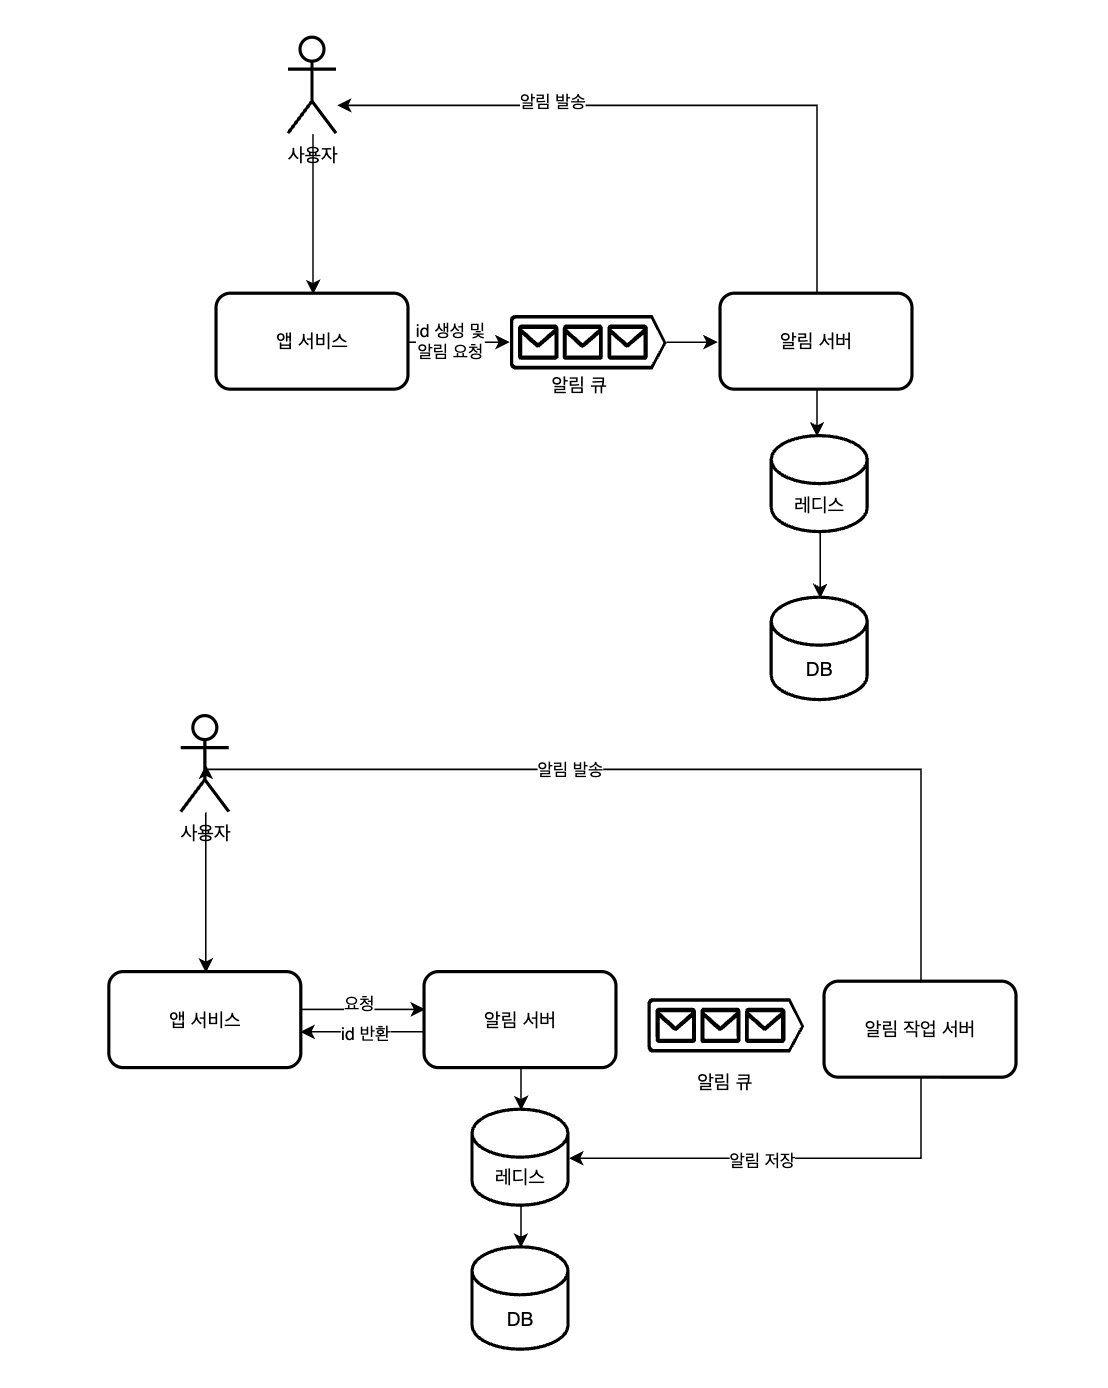 알림 발송
사용자
앱 서비스
id 생성 및
알림 요청
알림 큐
알림 서버
레디스
DB
알림 발송
사용자
앱 서비스
요청
id 반환
알림 서버
알림 큐
알림 작업 서버
알림 저장
레디스
DB